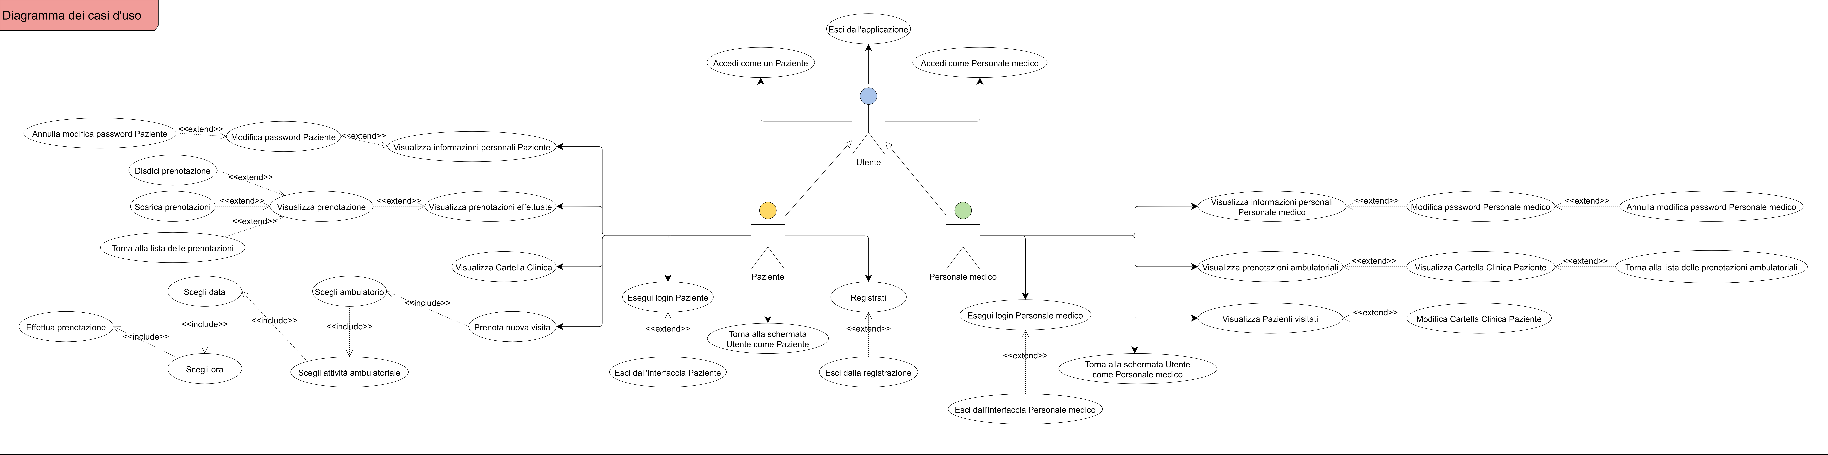 Diagramma dei casi d'uso
Esci dall'applicazione
Accedi come un Paziente
Accedi come Personale medico
Utente
Annulla modifica password Paziente
<<extend>>
Modifica password Paziente
<<extend>>
Visualizza informazioni personali Paziente
Disdici prenotazione
<<extend>>
Scarica prenotazioni
<<extend>>
Visualizza prenotazione
<<extend>>
Visualizza prenotazioni effettuate
<<extend>>
Torna alla lista delle prenotazioni
Visualizza Cartella Clinica
Scegli data
Scegli ambulatorio
<<include>>
Effettua prenotazione
<<include>>
<<include>>
<<include>>
<<include>>
Prenota nuova visita
Scegli ora
Scegli attività ambulatoriale
Paziente
Personale medico
Esegui login Paziente
Registrati
<<extend>>
Torna alla schermata
Utente come Paziente
<<extend>>
Esci dall'Interfaccia Paziente
Esci dalla registrazione
Esegui login Personale medico
<<extend>>
Torna alla schermata Utente
nome Personale medico
Esci dall'Interfaccia Personale medico
Visualizza informazioni personali
Personale medico
<<extend>>
Modifica password Personale medico
<<extend>>
Annulla modifica password Personale medico
Visualizza prenotazioni ambulatoriali
<<extend>>
Visualizza Cartella Clinica Paziente
<<extend>>
Torna alla lista delle prenotazioni ambulatoriali
Visualizza Pazienti visitati
<<extend>>
Modifica Cartella Clinica Paziente